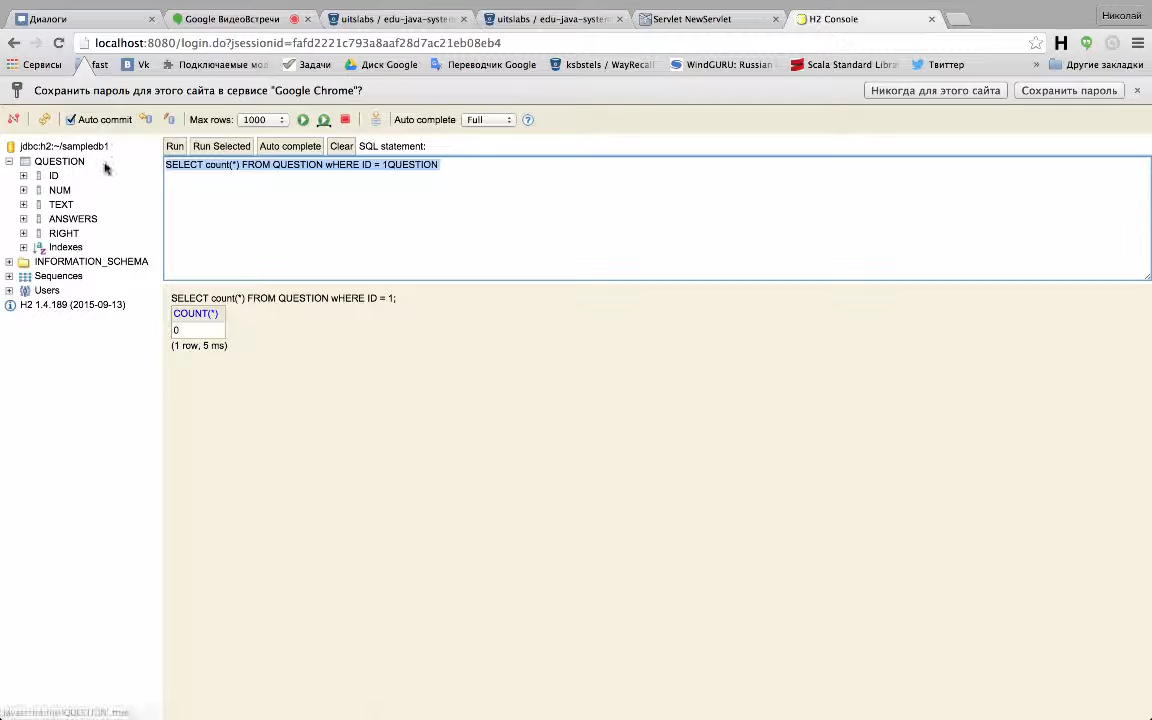 Диалоги
Google ВидеоВстречи
uitslabs / edu-java-system
uitslabs / edu-java-system
Servlet NewServlet
H2 Console
Николай
localhost:8080/login.do?jsessionid=fafd2221c793a8aaf28d7ac21eb08eb4
Сервисы
fast
Vk
Подключаемые мод
Задачи
Диск Google
Переводчик Google
ksbstels / WayRecall
WindGURU: Russian
Scala Standard Libra
Твиттер
»
Другие закладки
Сохранить пароль для этого сайта в сервисе "Google Chrome"?
Никогда для этого сайта
Сохранить пароль
Auto commit
Max rows:
1000
Auto complete
Full
jdbc:h2:~/sampledb1
QUESTION
ID
NUM
TEXT
ANSWERS
RIGHT
Indexes
INFORMATION_SCHEMA
Sequences
Users
H2 1.4.189 (2015-09-13)
Run
Run Selected
Auto complete
Clear
SQL statement:
SELECT count(*) FROM QUESTION wHERE ID = 1QUESTION
SELECT count(*) FROM QUESTION wHERE ID = 1;
COUNT(*)
0
(1 row, 5 ms)